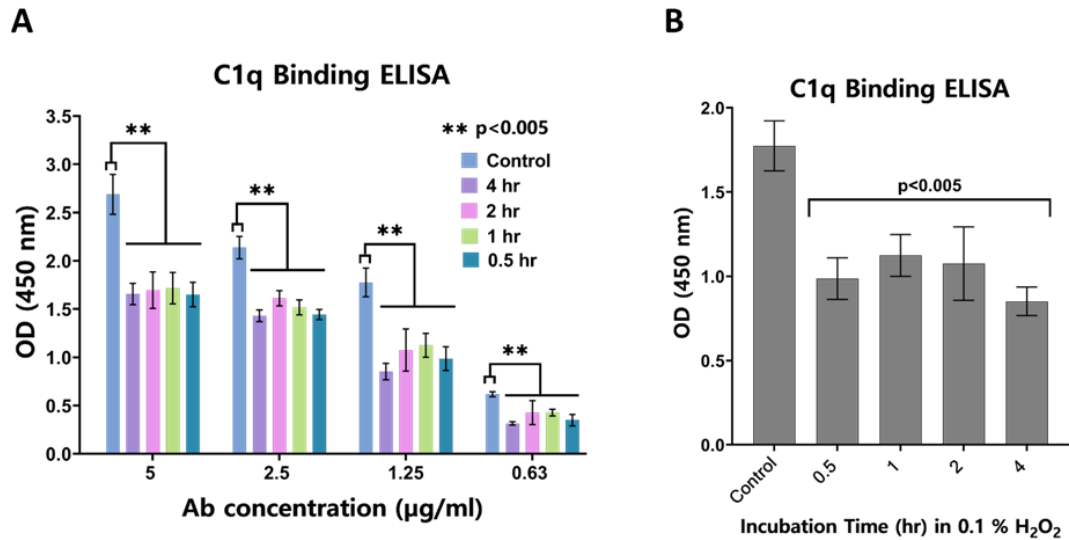 A
C1q Binding ELISA
OD (450 nm)
3.5
3.0
2.5
2.0
1.5
1.0
0.5
0.0
** p<0.005
Control
4 hr
2 hr
1 hr
0.5 hr
**
**
**
**
5 2.5 1.25 0.63
Ab concentration (μg/ml)
B
C1q Binding ELISA
OD (450 nm)
2.0
1.5
1.0
0.5
0.0
p<0.005
Control 0.5 1 2 4
Incubation Time (hr) in 0.1 % H₂O₂